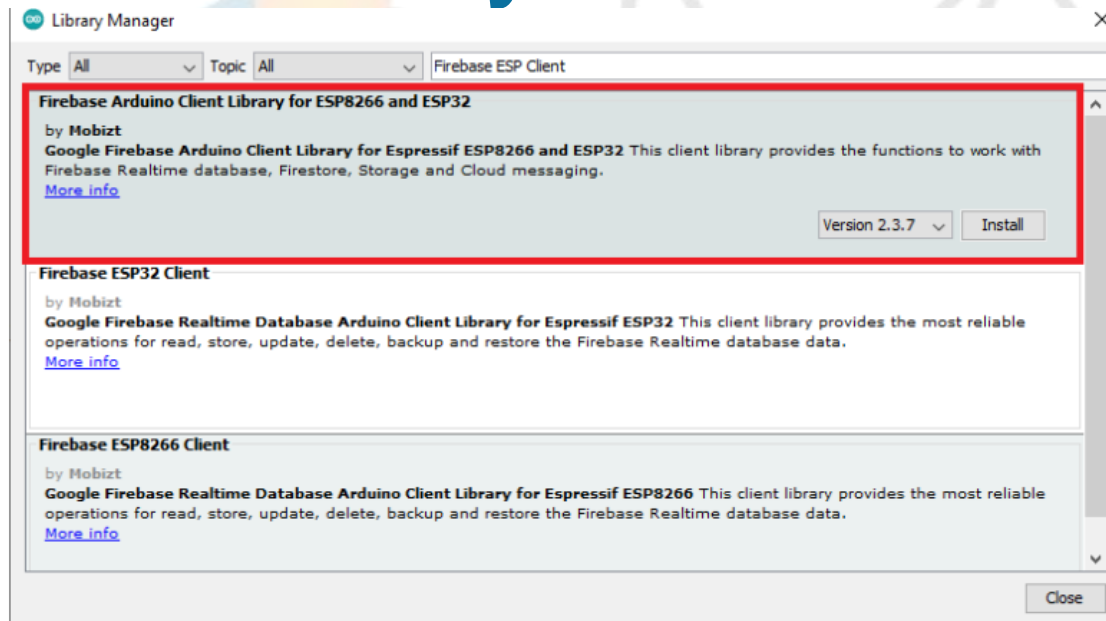 Library Manager
Type All Topic All Firebase ESP Client
Firebase Arduino Client Library for ESP8266 and ESP32
by Mobizt
Google Firebase Arduino Client Library for Espressif ESP8266 and ESP32 This client library provides the functions to work with
Firebase Realtime database, Firestore, Storage and Cloud messaging.
More info
Version 2.3.7 Install
Firebase ESP32 Client
by Mobizt
Google Firebase Realtime Database Arduino Client Library for Espressif ESP32 This client library provides the most reliable
operations for read, store, update, delete, backup and restore the Firebase Realtime database data.
More info
Firebase ESP8266 Client
by Mobizt
Google Firebase Realtime Database Arduino Client Library for Espressif ESP8266 This client library provides the most reliable
operations for read, store, update, delete, backup and restore the Firebase Realtime database data.
More info
Close